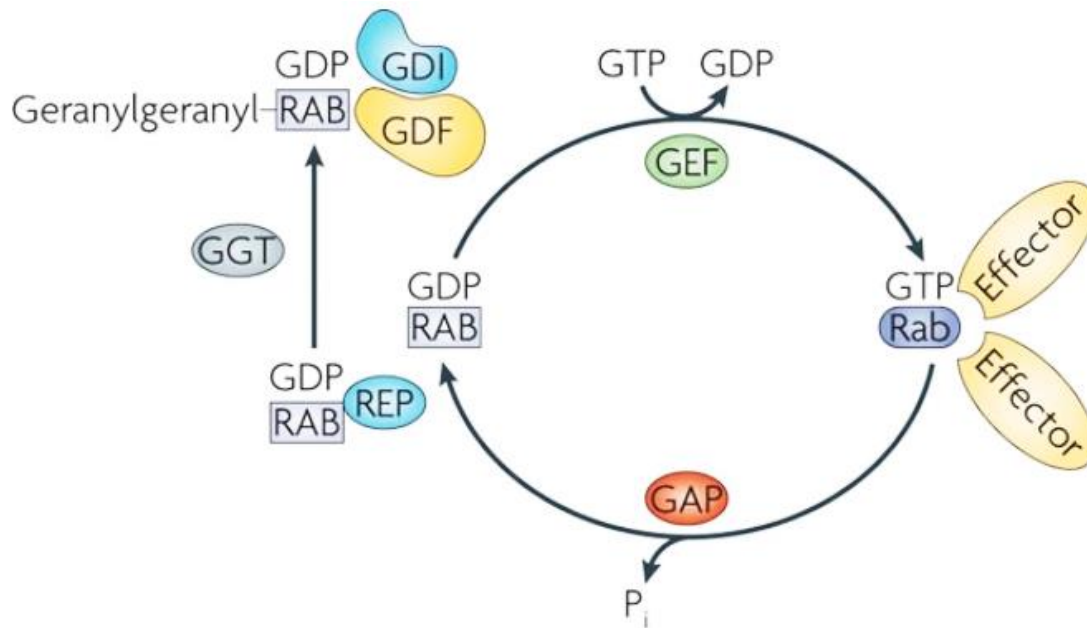 GDP
GDI
Geranylgeranyl
RAB
GDF
GGT
GDP
RAB
REP
GTP
GDP
GEF
GDP
RAB
GTP
Rab
Effector
Effector
GAP
Pi